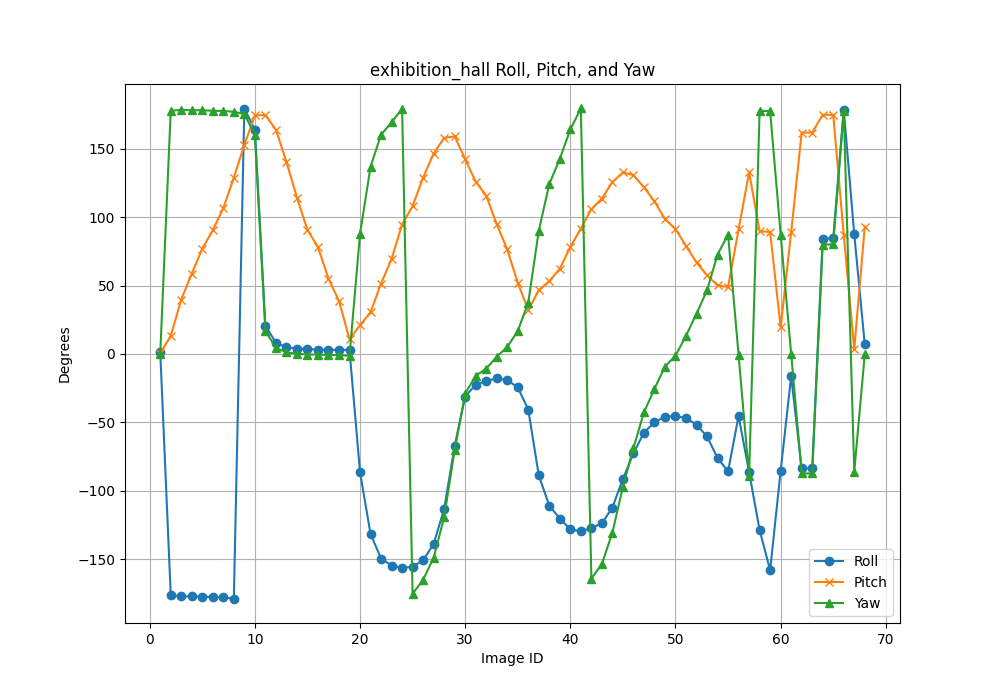 exhibition_hall Roll, Pitch, and Yaw
Degrees
150
100
50
0
−50
−100
−150
0 10 20 30 40 50 60 70
Image ID
Roll
Pitch
Yaw